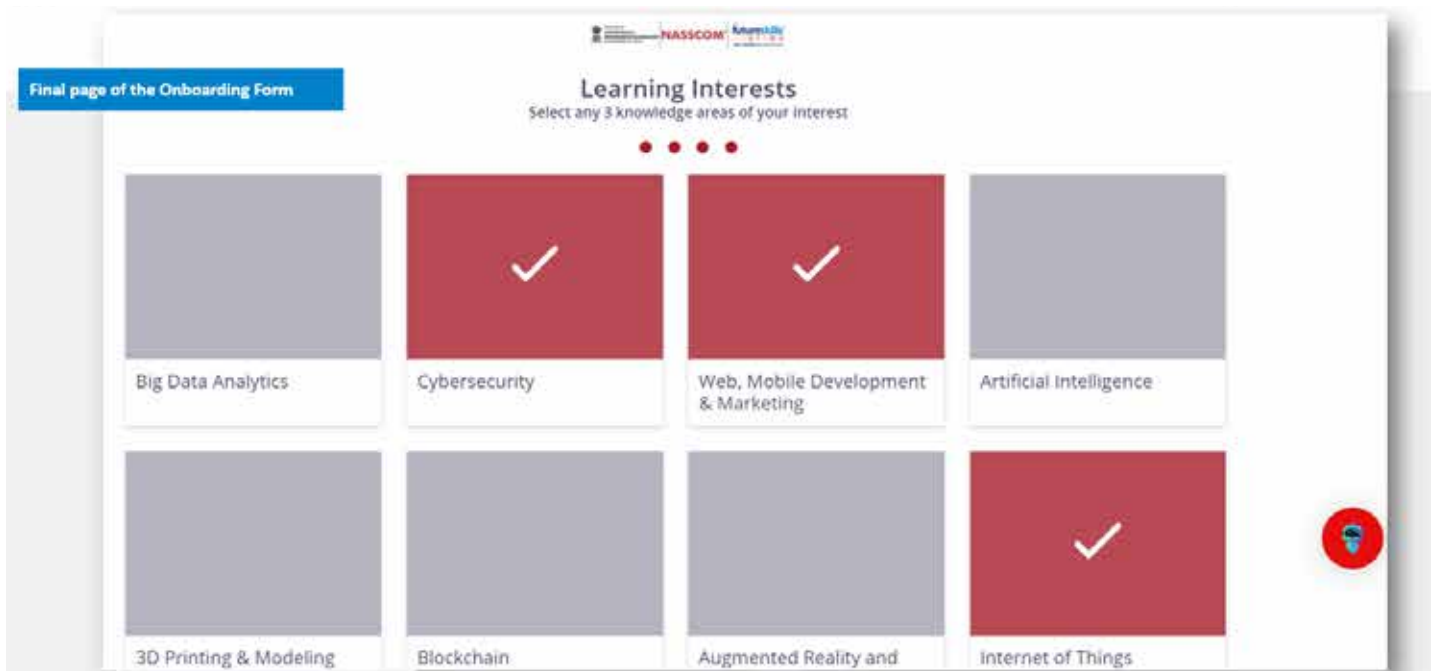 NASSCOM
futureskills
Final page of the Onboarding Form
Learning Interests
Select any 3 knowledge areas of your interest
Big Data Analytics
Cybersecurity
Web, Mobile Development
& Marketing
Artificial Intelligence
3D Printing & Modeling
Blockchain
Augmented Reality and
Internet of Things